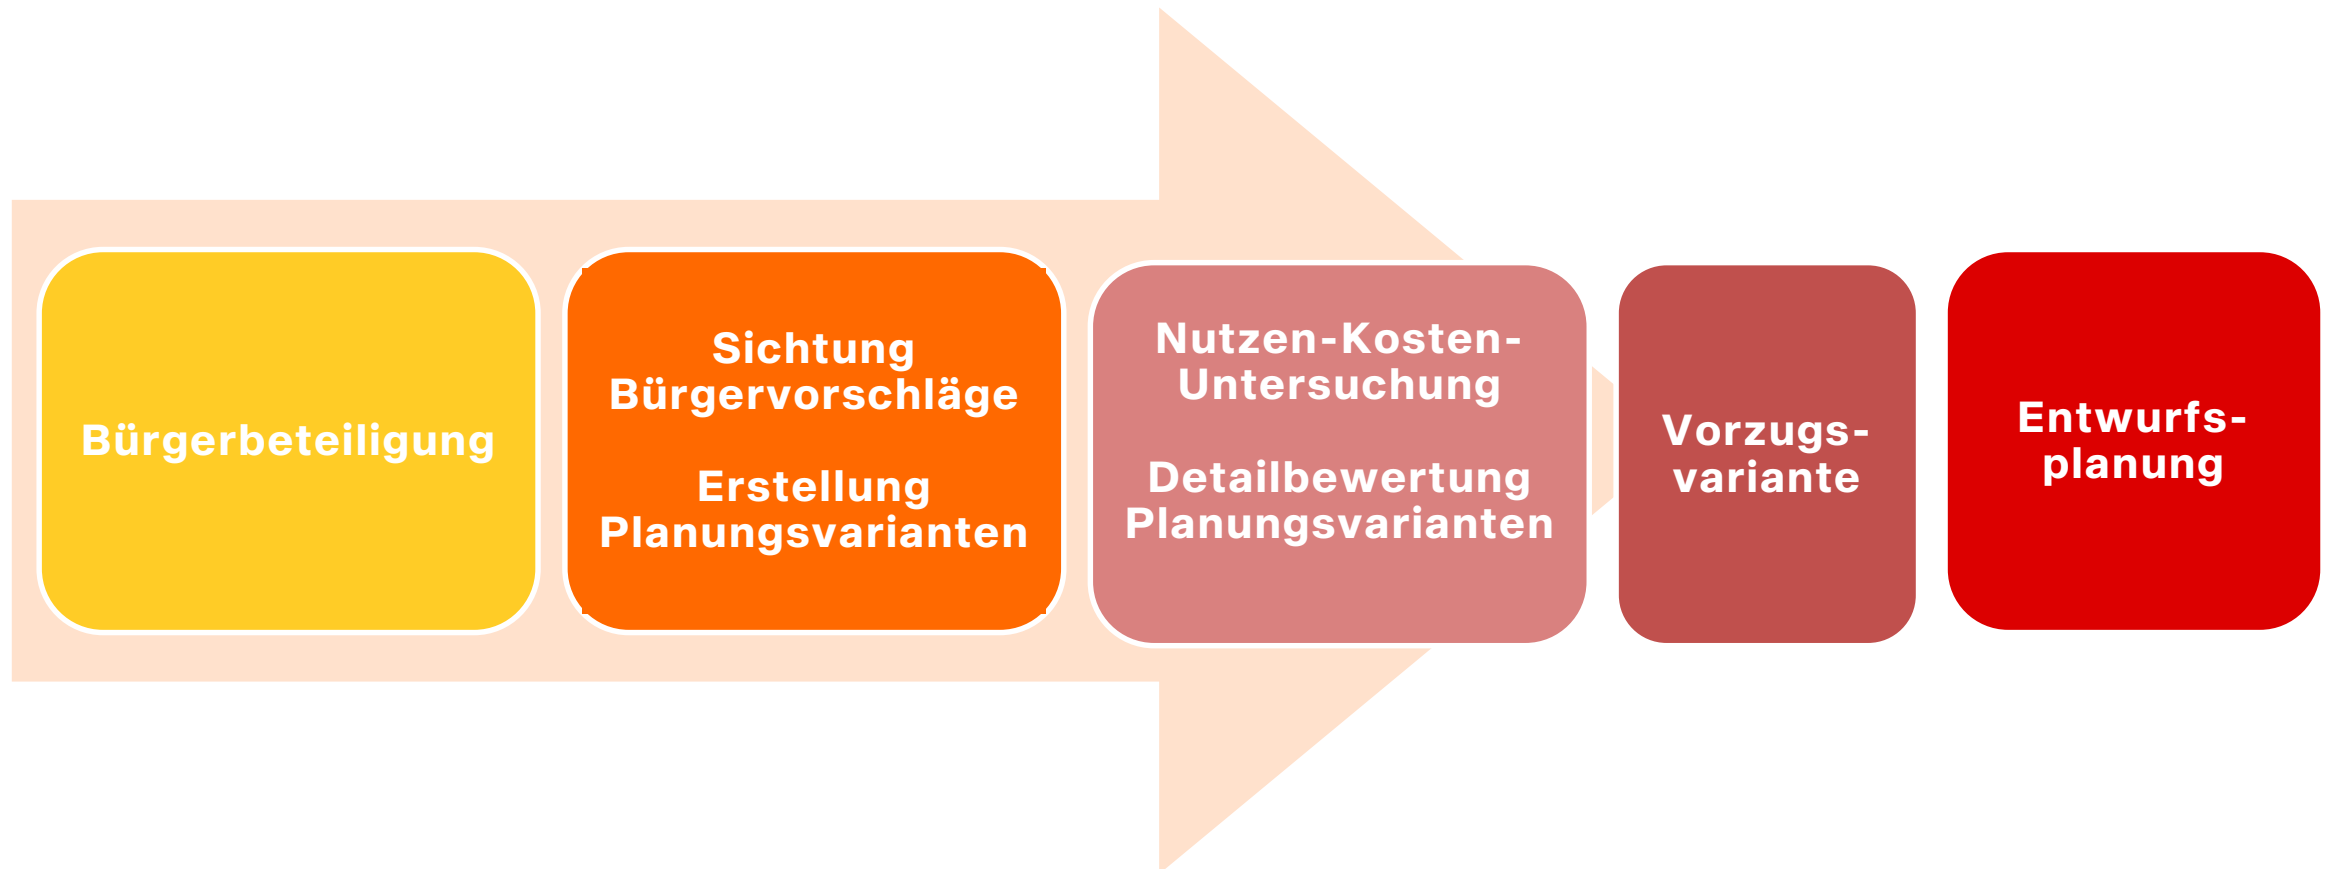 Bürgerbeteiligung
Sichtung
Bürgervorschläge
Erstellung
Planungsvarianten
Nutzen-Kosten-
Untersuchung
Detailbewertung
Planungsvarianten
Vorzugs-
variante
Entwurfs-
planung